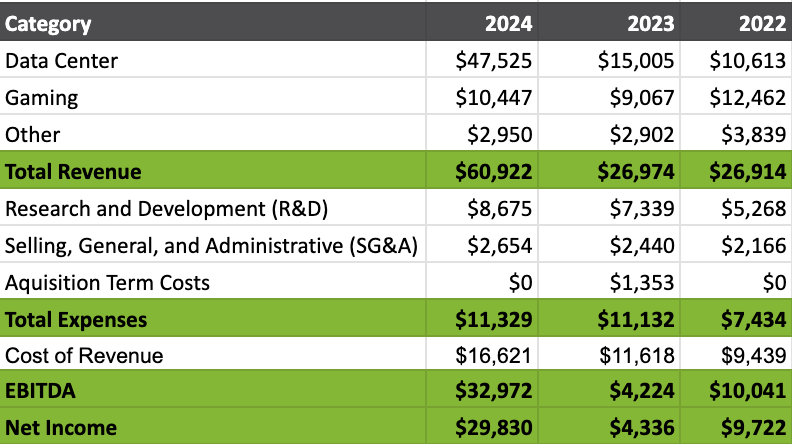 Category 2024 2023 2022
Data Center $47,525 $15,005 $10,613
Gaming $10,447 $9,067 $12,462
Other $2,950 $2,902 $3,839
Total Revenue $60,922 $26,974 $26,914
Research and Development (R&D) $8,675 $7,339 $5,268
Selling, General, and Administrative (SG&A) $2,654 $2,440 $2,166
Aquisition Term Costs $0 $1,353 $0
Total Expenses $11,329 $11,132 $7,434
Cost of Revenue $16,621 $11,618 $9,439
EBITDA $32,972 $4,224 $10,041
Net Income $29,830 $4,336 $9,722